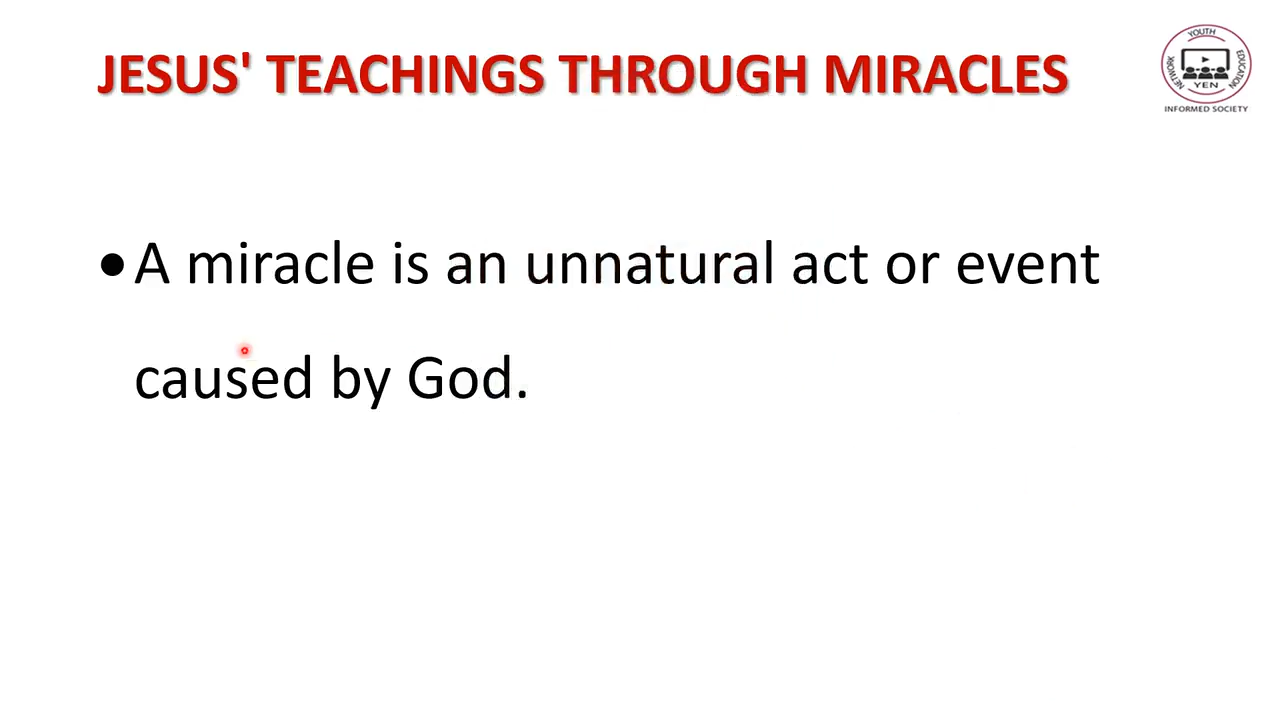 JESUS' TEACHINGS THROUGH MIRACLES
YOUTH
EDUCATION
NETWORK
YEN
INFORMED SOCIETY
•A miracle is an unnatural act or event
caused by God.